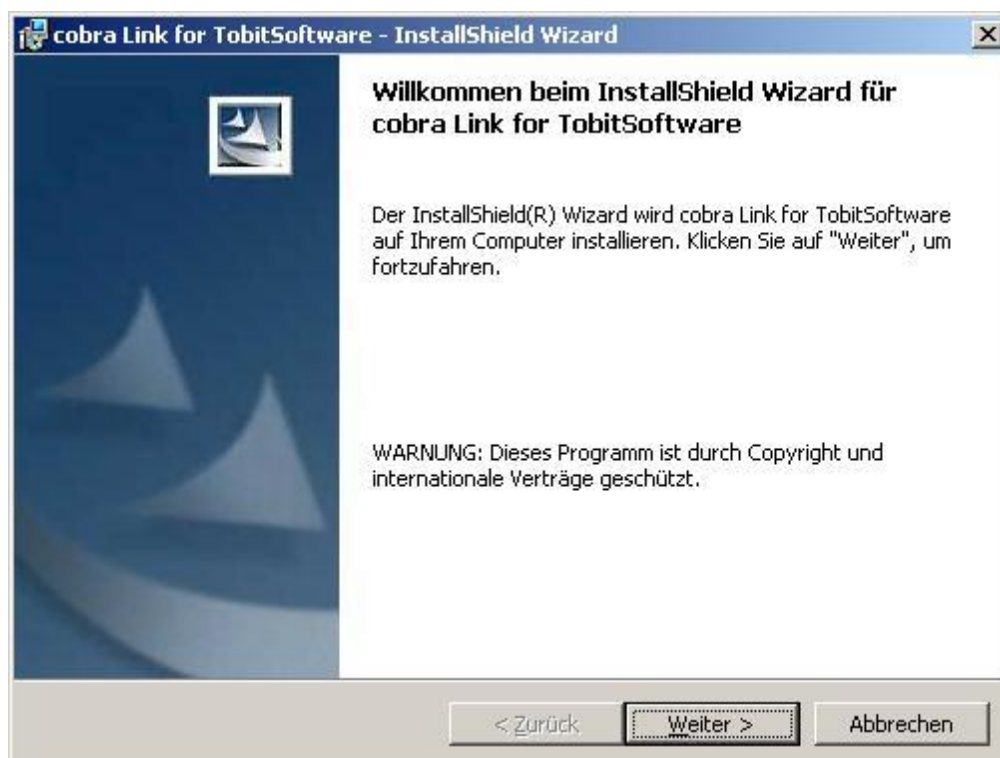 cobra Link for TobitSoftware - InstallShield Wizard
Willkommen beim InstallShield Wizard für
cobra Link for TobitSoftware
Der InstallShield(R) Wizard wird cobra Link for TobitSoftware
auf Ihrem Computer installieren. Klicken Sie auf "Weiter", um
fortzufahren.
WARNUNG: Dieses Programm ist durch Copyright und
internationale Verträge geschützt.
< Zurück Weiter > Abbrechen